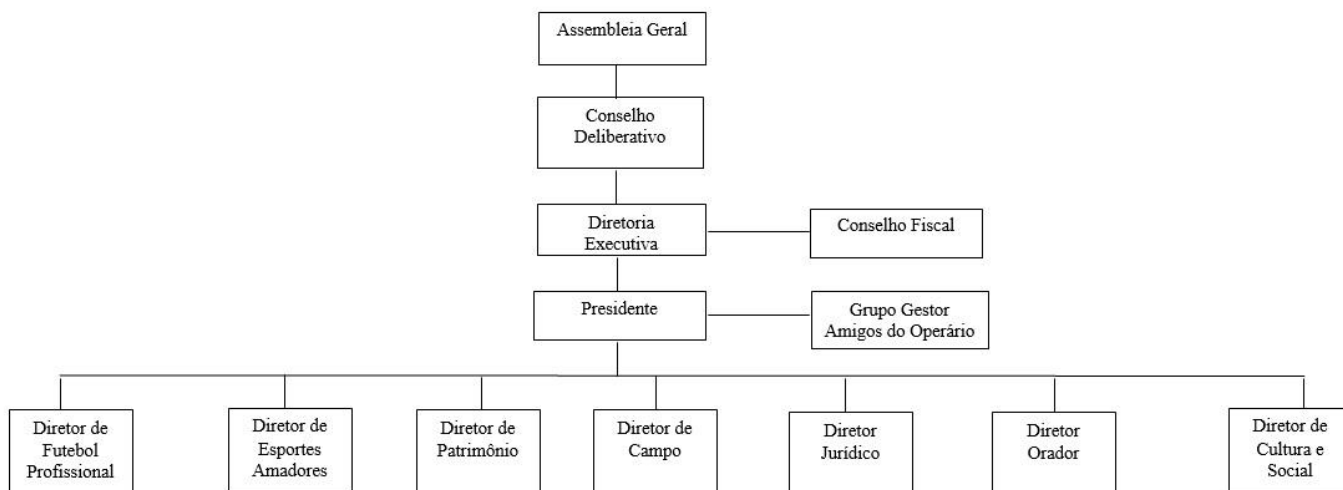 Assembleia Geral
Conselho
Deliberativo
Diretoria
Executiva
Conselho Fiscal
Presidente
Grupo Gestor
Amigos do Operário
Diretor de
Futebol
Profissional
Diretor de
Esportes
Amadores
Diretor de
Patrimônio
Diretor de
Campo
Diretor
Jurídico
Diretor
Orador
Diretor de
Cultura e
Social